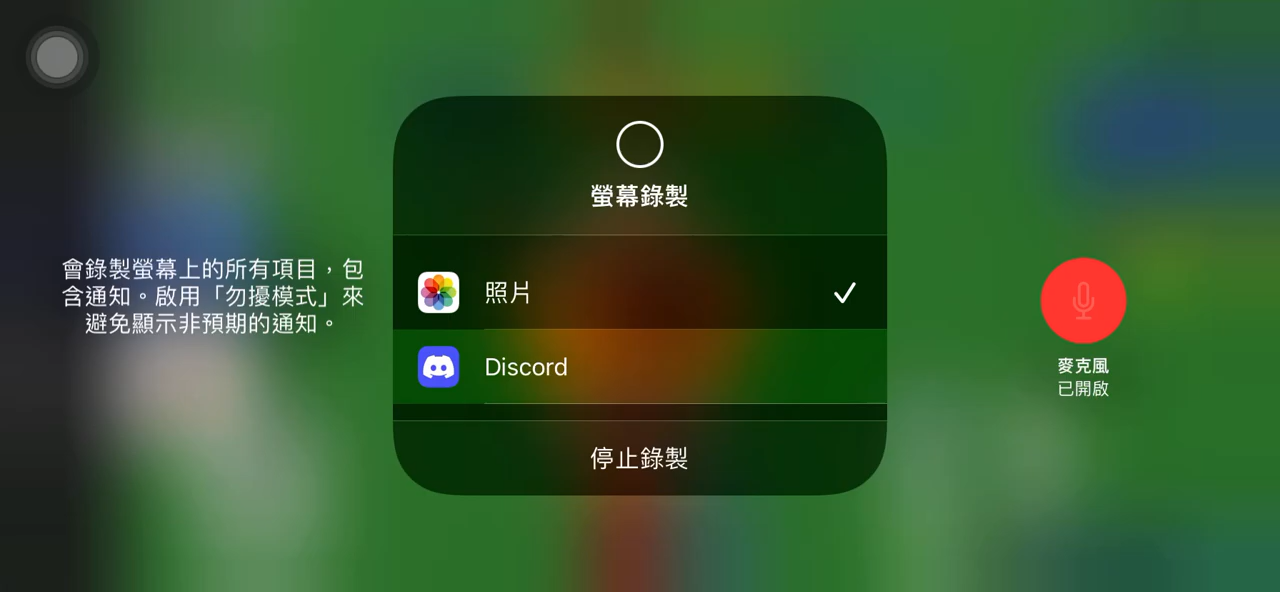 會錄製螢幕上的所有項目，包
含通知。啟用「勿擾模式」來
避免顯示非預期的通知。
螢幕錄製
照片
Discord
停止錄製
麥克風
已開啟